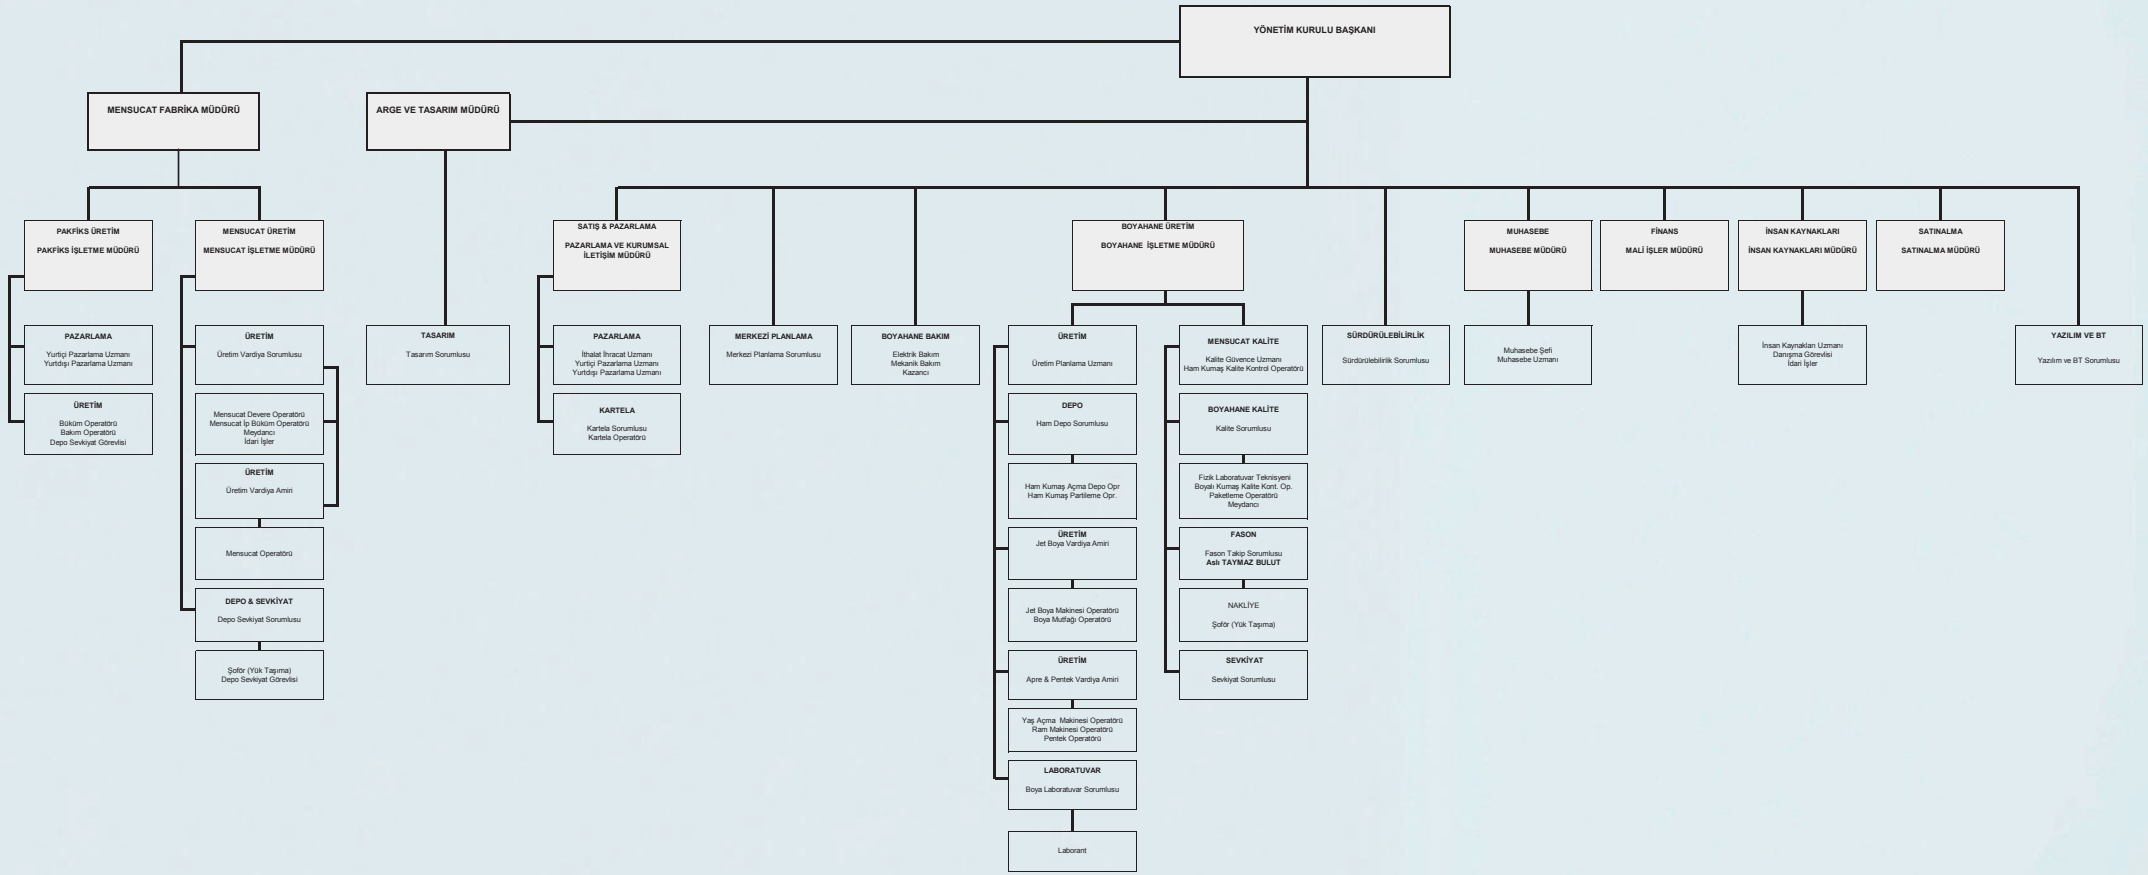 YÖNETİM KURULU BAŞKANI
MENSUCAT FABRİKA MÜDÜRÜ
ARGE VE TASARIM MÜDÜRÜ
PAKFİKS ÜRETİM
PAKFİKS İŞLETME MÜDÜRÜ
MENSUCAT ÜRETİM
MENSUCAT İŞLETME MÜDÜRÜ
SATIŞ & PAZARLAMA
PAZARLAMA VE KURUMSAL
İLETİŞİM MÜDÜRÜ
BOYAHANE ÜRETİM
BOYAHANE İŞLETME MÜDÜRÜ
MUHASEBE
MUHASEBE MÜDÜRÜ
FİNANS
MALİ İŞLER MÜDÜRÜ
İNSAN KAYNAKLARI
İNSAN KAYNAKLARI MÜDÜRÜ
SATINALMA
SATINALMA MÜDÜRÜ
PAZARLAMA
Yurtiçi Pazarlama Uzmanı
Yurtdışı Pazarlama Uzmanı
ÜRETİM
Büküm Operatörü
Bakım Operatörü
Depo Sevkiyat Görevlisi
ÜRETİM
Üretim Vardiya Sorumlusu
Mensucat Devere Operatörü
Mensucat İp Büküm Operatörü
Meydancı
İdari İşler
ÜRETİM
Üretim Vardiya Amiri
Mensucat Operatörü
DEPO & SEVKİYAT
Depo Sevkiyat Sorumlusu
Şoför (Yük Taşıma)
Depo Sevkiyat Görevlisi
TASARIM
Tasarım Sorumlusu
PAZARLAMA
İthalat İhracat Uzmanı
Yurtiçi Pazarlama Uzmanı
Yurtdışı Pazarlama Uzmanı
KARTELA
Kartela Sorumlusu
Kartela Operatörü
MERKEZİ PLANLAMA
Merkezi Planlama Sorumlusu
BOYAHANE BAKIM
Elektrik Bakım
Mekanik Bakım
Kazancı
ÜRETİM
Üretim Planlama Uzmanı
DEPO
Ham Depo Sorumlusu
Ham Kumaş Açma Depo Opr
Ham Kumaş Partileme Opr.
ÜRETİM
Jet Boya Vardiya Amiri
Jet Boya Makinesi Operatörü
Boya Mutfağı Operatörü
ÜRETİM
Apre & Pentek Vardiya Amiri
Yaş Açma Makinesi Operatörü
Ram Makinesi Operatörü
Pentek Operatörü
LABORATUVAR
Boya Laboratuvar Sorumlusu
Laborant
MENSUCAT KALİTE
Kalite Güvence Uzmanı
Ham Kumaş Kalite Kontrol Operatörü
BOYAHANE KALİTE
Kalite Sorumlusu
Fizik Laboratuvar Teknisyeni
Boyalı Kumaş Kalite Kont. Op.
Paketleme Operatörü
Meydancı
FASON
Fason Takip Sorumlusu
Aslı TAYMAZ BULUT
NAKLİYE
Şoför (Yük Taşıma)
SEVKİYAT
Sevkiyat Sorumlusu
SÜRDÜRÜLEBİLİRLİK
Sürdürülebilirlik Sorumlusu
Muhasebe Şefi
Muhasebe Uzmanı
İnsan Kaynakları Uzmanı
Danışma Görevlisi
İdari İşler
YAZILIM VE BT
Yazılım ve BT Sorumlusu